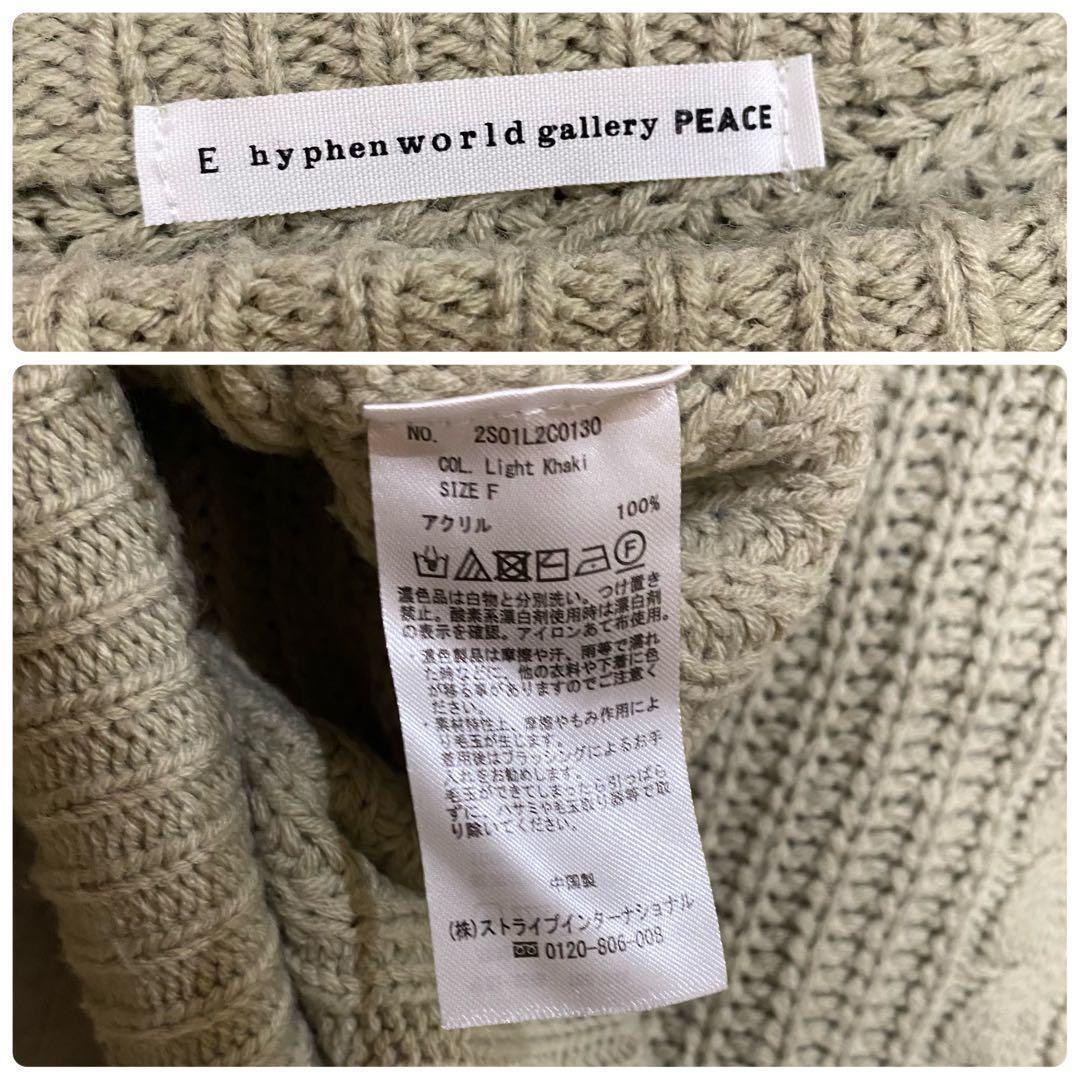 E hyphen world gallery PEACE
NO. 2S01L2C0130
COL. Light Khaki
SIZE F
アクリル 100%
F
濃色品は白物と分別洗い。つけ置き
禁止。酸素系漂白剤使用時は漂白剤
の表示を確認。アイロンあて布使用。
・濃色製品は摩擦や汗、雨等で濡れ
た時などに、他の衣料や下着に色
が移る事がありますのでご注意く
ださい。
・素材特性上、摩擦やもみ作用によ
り毛玉が生じます。
着用後はブラッシングによるお手
入れをお勧めします。
毛玉ができてしまったら引っぱら
ずに、ハサミや毛玉取り器等で取
り除いてください。
中国製
(株)ストライプインターナショナル
0120-806-008